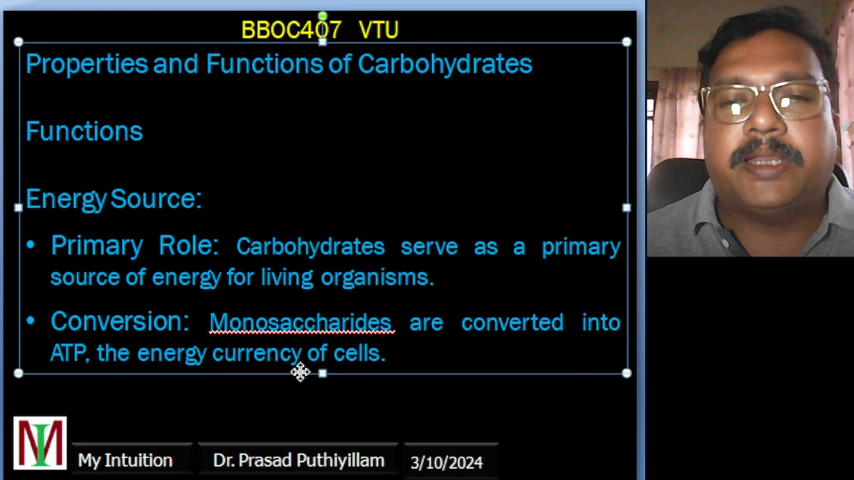 BBOC407 VTU
Properties and Functions of Carbohydrates
Functions
Energy Source:
• Primary Role: Carbohydrates serve as a primary
source of energy for living organisms.
• Conversion: Monosaccharides are converted into
ATP, the energy currency of cells.
MI
My Intuition
Dr. Prasad Puthiyillam
3/10/2024